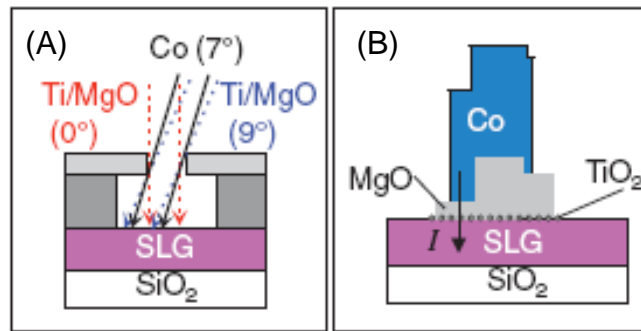 (A)
Co (7°)
Ti/MgO
(0°)
Ti/MgO
(9°)
SLG
SiO₂
(B)
Co
MgO
TiO₂
I
SLG
SiO₂